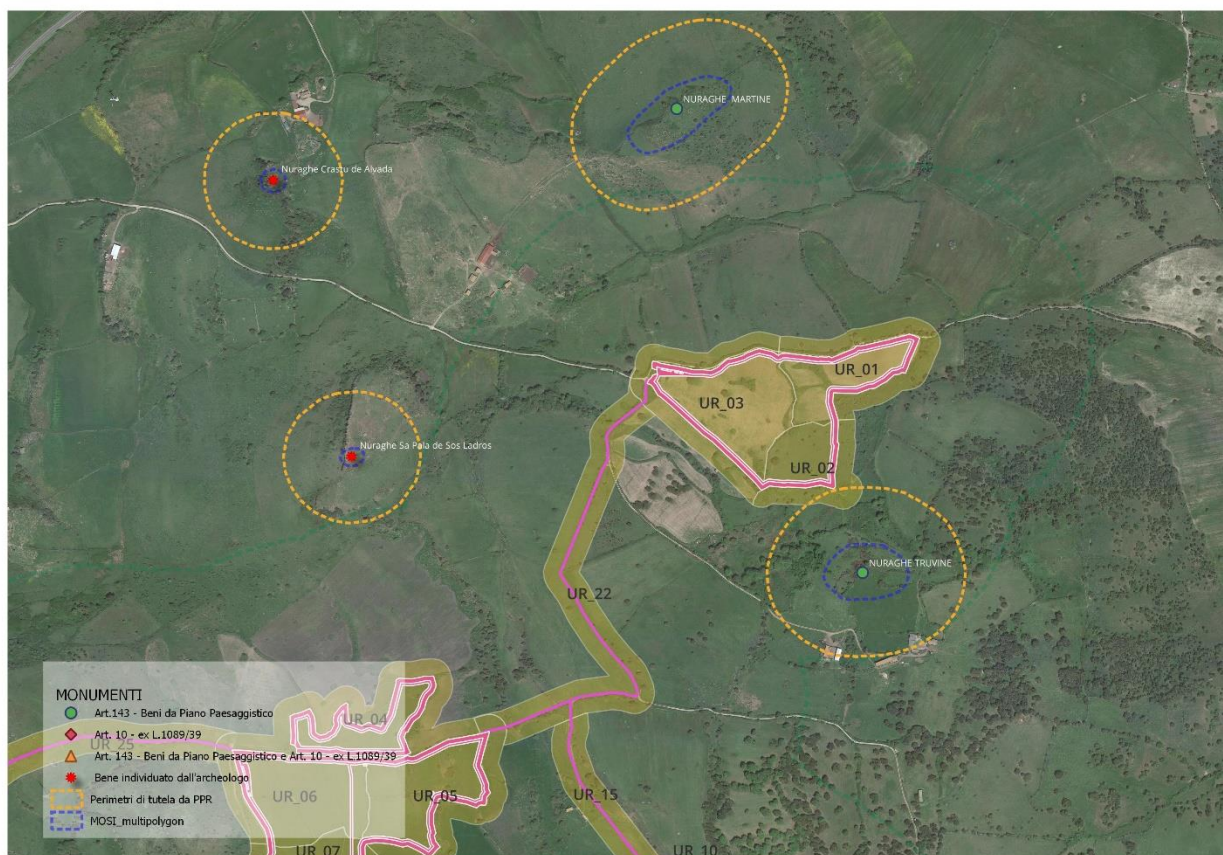 NURAGHE MARTINE
Nuraghe Crastu de Alvada
UR_01
UR_03
Nuraghe Sa Pala de Sos Ladros
UR_02
NURAGHE TRUVINE
UR_22
MONUMENTI
Art.143 - Beni da Piano Paesaggistico
Art. 10 - ex L.1089/39
Art. 143 - Beni da Piano Paesaggistico e Art. 10 - ex L.1089/39
Bene individuato dall'archeologo
Perimetri di tutela da PPR
MOSI_multipolygon
UR_04
UR_25
UR_06
UR_05
UR_15
UR_07
UR_10